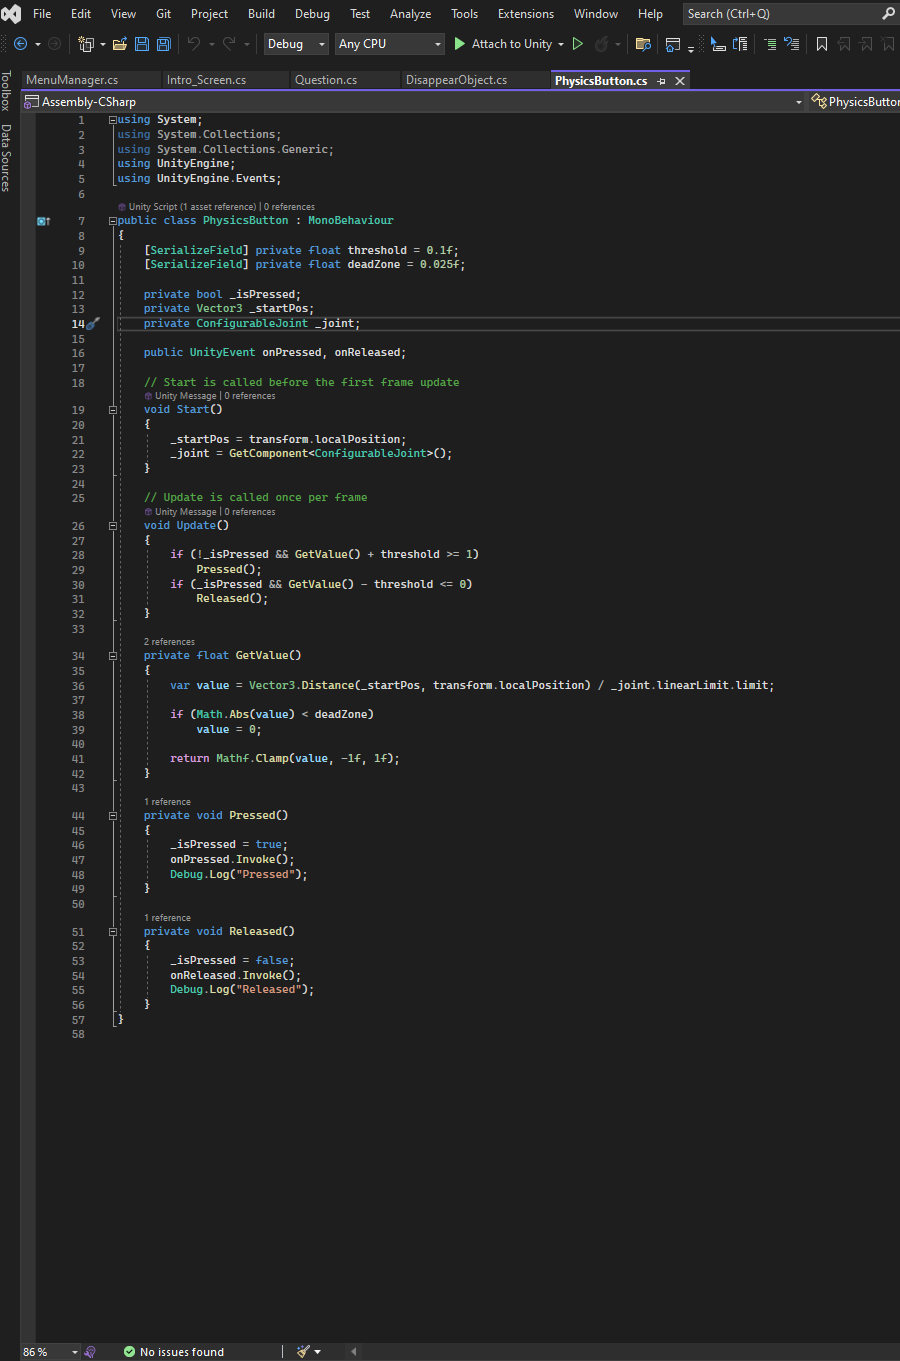 File Edit View Git Project Build Debug Test Analyze Tools Extensions Window Help Search (Ctrl+Q)
Debug Any CPU Attach to Unity
Toolbox
Data Sources
MenuManager.cs Intro_Screen.cs Question.cs DisappearObject.cs PhysicsButton.cs
Assembly-CSharp PhysicsButton
1 using System;
2 using System.Collections;
3 using System.Collections.Generic;
4 using UnityEngine;
5 using UnityEngine.Events;
6
Unity Script (1 asset reference) | 0 references
7 public class PhysicsButton : MonoBehaviour
8 {
9 [SerializeField] private float threshold = 0.1f;
10 [SerializeField] private float deadZone = 0.025f;
11
12 private bool _isPressed;
13 private Vector3 _startPos;
14 private ConfigurableJoint _joint;
15
16 public UnityEvent onPressed, onReleased;
17
18 // Start is called before the first frame update
Unity Message | 0 references
19 void Start()
20 {
21 _startPos = transform.localPosition;
22 _joint = GetComponent<ConfigurableJoint>();
23 }
24
25 // Update is called once per frame
Unity Message | 0 references
26 void Update()
27 {
28 if (!_isPressed && GetValue() + threshold >= 1)
29 Pressed();
30 if (_isPressed && GetValue() - threshold <= 0)
31 Released();
32 }
33
2 references
34 private float GetValue()
35 {
36 var value = Vector3.Distance(_startPos, transform.localPosition) / _joint.linearLimit.limit;
37
38 if (Math.Abs(value) < deadZone)
39 value = 0;
40
41 return Mathf.Clamp(value, -1f, 1f);
42 }
43
1 reference
44 private void Pressed()
45 {
46 _isPressed = true;
47 onPressed.Invoke();
48 Debug.Log("Pressed");
49 }
50
1 reference
51 private void Released()
52 {
53 _isPressed = false;
54 onReleased.Invoke();
55 Debug.Log("Released");
56 }
57 }
58
86 % No issues found